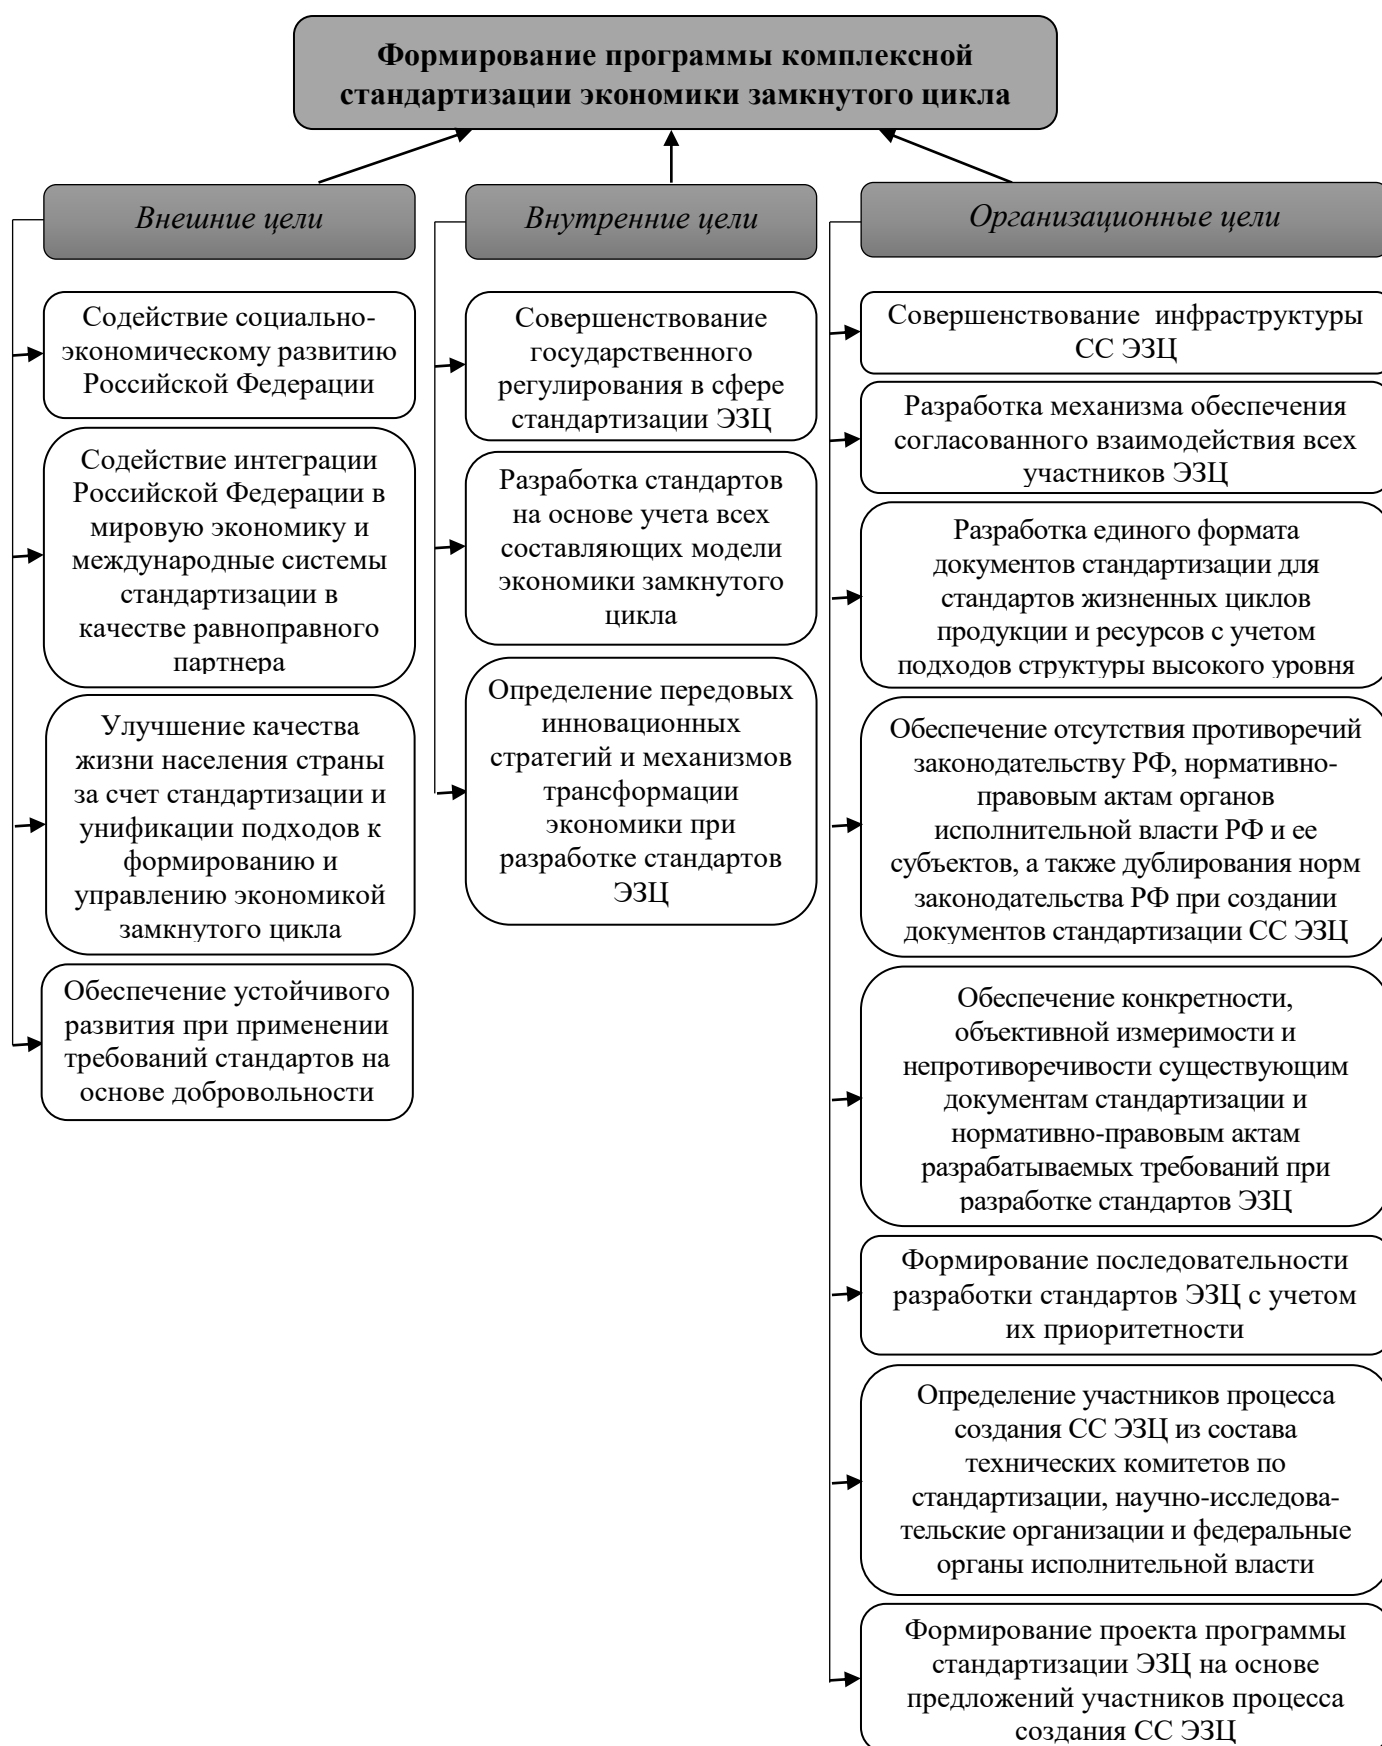 Формирование программы комплексной
стандартизации экономики замкнутого цикла
Внешние цели
Содействие социально-
экономическому развитию
Российской Федерации
Содействие интеграции
Российской Федерации в
мировую экономику и
международные системы
стандартизации в
качестве равноправного
партнера
Улучшение качества
жизни населения страны
за счет стандартизации и
унификации подходов к
формированию и
управлению экономикой
замкнутого цикла
Обеспечение устойчивого
развития при применении
требований стандартов на
основе добровольности
Внутренние цели
Совершенствование
государственного
регулирования в сфере
стандартизации ЭЗЦ
Разработка стандартов
на основе учета всех
составляющих модели
экономики замкнутого
цикла
Определение передовых
инновационных
стратегий и механизмов
трансформации
экономики при
разработке стандартов
ЭЗЦ
Организационные цели
Совершенствование инфраструктуры
СС ЭЗЦ
Разработка механизма обеспечения
согласованного взаимодействия всех
участников ЭЗЦ
Разработка единого формата
документов стандартизации для
стандартов жизненных циклов
продукции и ресурсов с учетом
подходов структуры высокого уровня
Обеспечение отсутствия противоречий
законодательству РФ, нормативно-
правовым актам органов
исполнительной власти РФ и ее
субъектов, а также дублирования норм
законодательства РФ при создании
документов стандартизации СС ЭЗЦ
Обеспечение конкретности,
объективной измеримости и
непротиворечивости существующим
документам стандартизации и
нормативно-правовым актам
разрабатываемых требований при
разработке стандартов ЭЗЦ
Формирование последовательности
разработки стандартов ЭЗЦ с учетом
их приоритетности
Определение участников процесса
создания СС ЭЗЦ из состава
технических комитетов по
стандартизации, научно-исследова-
тельские организации и федеральные
органы исполнительной власти
Формирование проекта программы
стандартизации ЭЗЦ на основе
предложений участников процесса
создания СС ЭЗЦ